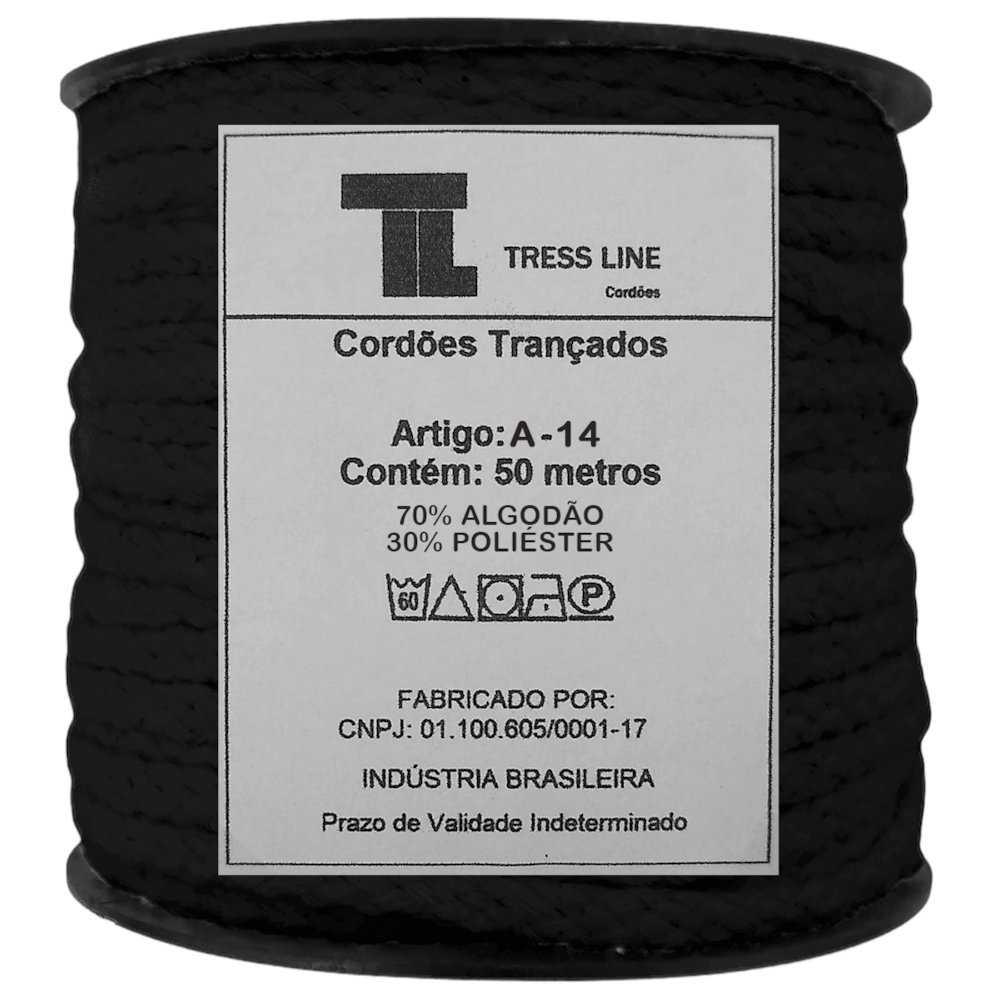 TL
TRESS LINE
Cordões
Cordões Trançados
Artigo: A-14
Contém: 50 metros
70% ALGODÃO
30% POLIÉSTER
60 P
FABRICADO POR:
CNPJ: 01.100.605/0001-17
INDÚSTRIA BRASILEIRA
Prazo de Validade Indeterminado